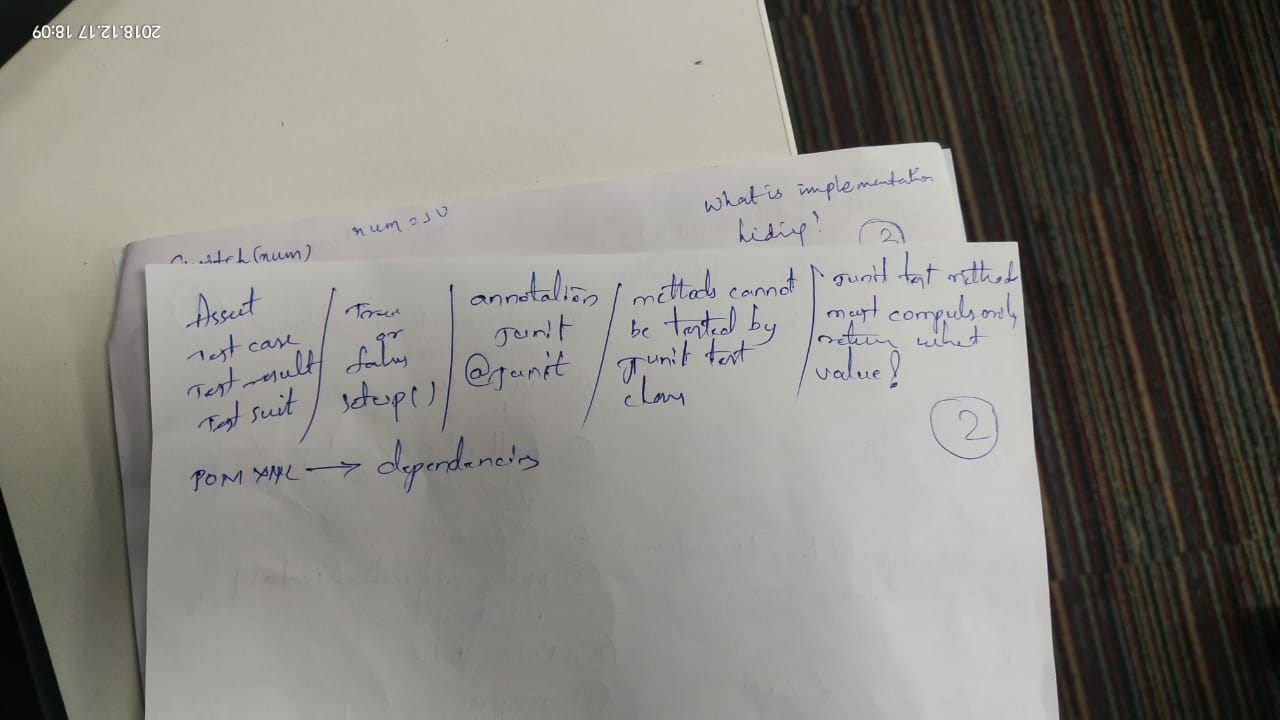 2018.12.17 18:09
What is implementation
hiding?
2
num = 10
Switch (num)
Assert
Test case
Test result
Test suit
True
or
false
setup()
annotation
Junit
@Junit
methods cannot
be tested by
Junit test
class
Junit test method
must compulsorily
return what
value?
2
POM XML → dependencies